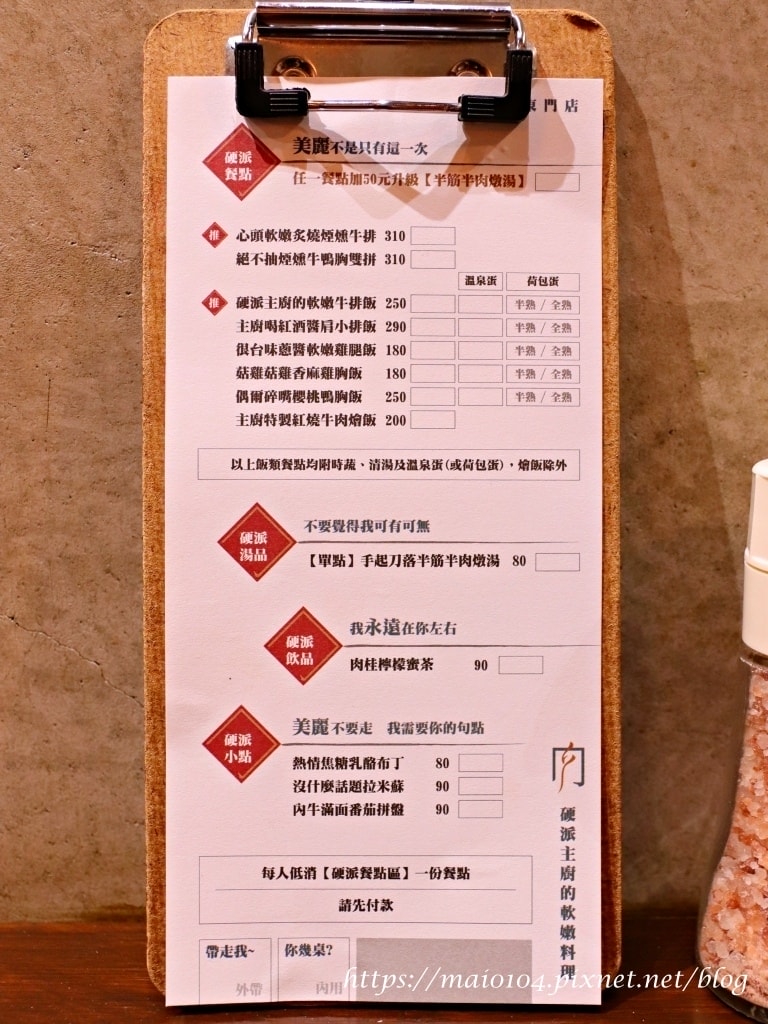 門店
硬派
餐點
美麗不是只有這一次
任一餐點加50元升級【半筋半肉燉湯】
推 心頭軟嫩炙燒煙燻牛排 310
絕不抽煙燻牛鴨胸雙拼 310
溫泉蛋 荷包蛋
推 硬派主廚的軟嫩牛排飯 250 半熟 / 全熟
主廚喝紅酒醬肩小排飯 290 半熟 / 全熟
很台味蔥醬軟嫩雞腿飯 180 半熟 / 全熟
菇雞菇雞香麻雞胸飯 180 半熟 / 全熟
偶爾碎嘴櫻桃鴨胸飯 250 半熟 / 全熟
主廚特製紅燒牛肉燴飯 200
以上飯類餐點均附時蔬、清湯及溫泉蛋(或荷包蛋)，燴飯除外
硬派
湯品
不要覺得我可有可無
【單點】手起刀落半筋半肉燉湯 80
硬派
飲品
我永遠在你左右
肉桂檸檬蜜茶 90
硬派
小點
美麗不要走 我需要你的句點
熱情焦糖乳酪布丁 80
沒什麼話題拉米蘇 90
內牛滿面番茄拼盤 90
硬派主廚的軟嫩料理
每人低消【硬派餐點區】一份餐點
請先付款
帶走我~ 你幾桌?
外帶 內用
https://maio104.pixnet.net/blog